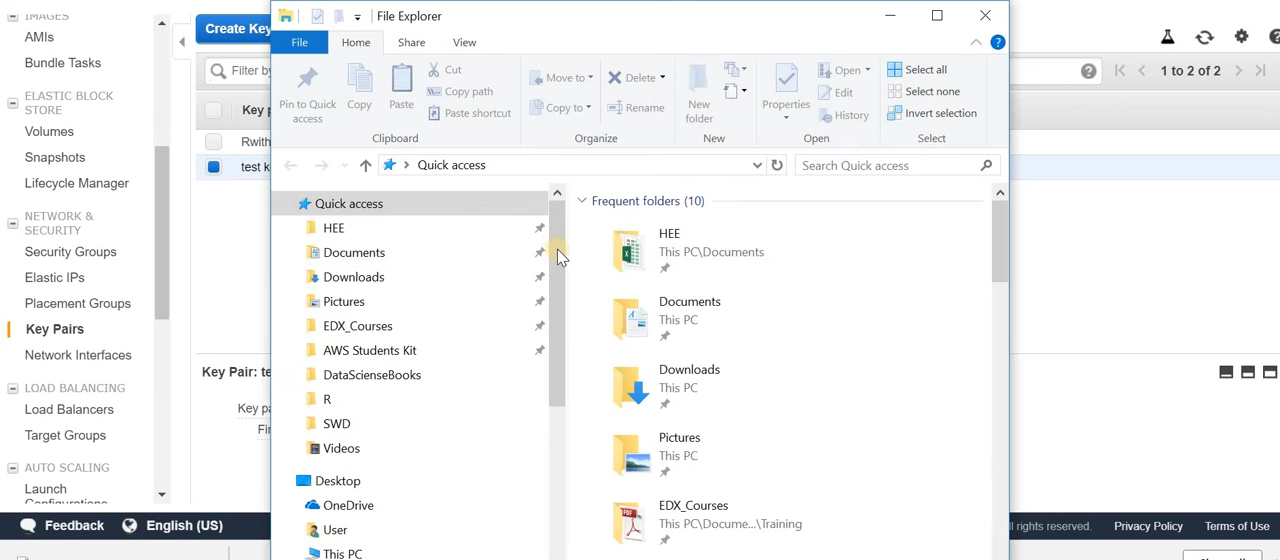 IMAGES
AMIs
Bundle Tasks
ELASTIC BLOCK
STORE
Volumes
Snapshots
Lifecycle Manager
NETWORK &
SECURITY
Security Groups
Elastic IPs
Placement Groups
Key Pairs
Network Interfaces
LOAD BALANCING
Load Balancers
Target Groups
AUTO SCALING
Launch
Configurations
Feedback English (US)
Create Key
Filter by
Key p
Rwith
test k
Key Pair: te
Key pa
Fi
1 to 2 of 2
File Explorer
File Home Share View
Pin to Quick
access
Copy
Paste
Cut
Copy path
Paste shortcut
Clipboard
Move to
Copy to
Delete
Rename
Organize
New
folder
New
Properties
Open
Edit
History
Open
Select all
Select none
Invert selection
Select
Quick access
Search Quick access
Quick access
HEE
Documents
Downloads
Pictures
EDX_Courses
AWS Students Kit
DataScienseBooks
R
SWD
Videos
Desktop
OneDrive
User
This PC
Frequent folders (10)
HEE
This PC\Documents
Documents
This PC
Downloads
This PC
Pictures
This PC
EDX_Courses
This PC\Docume...\Training
ll rights reserved. Privacy Policy Terms of Use